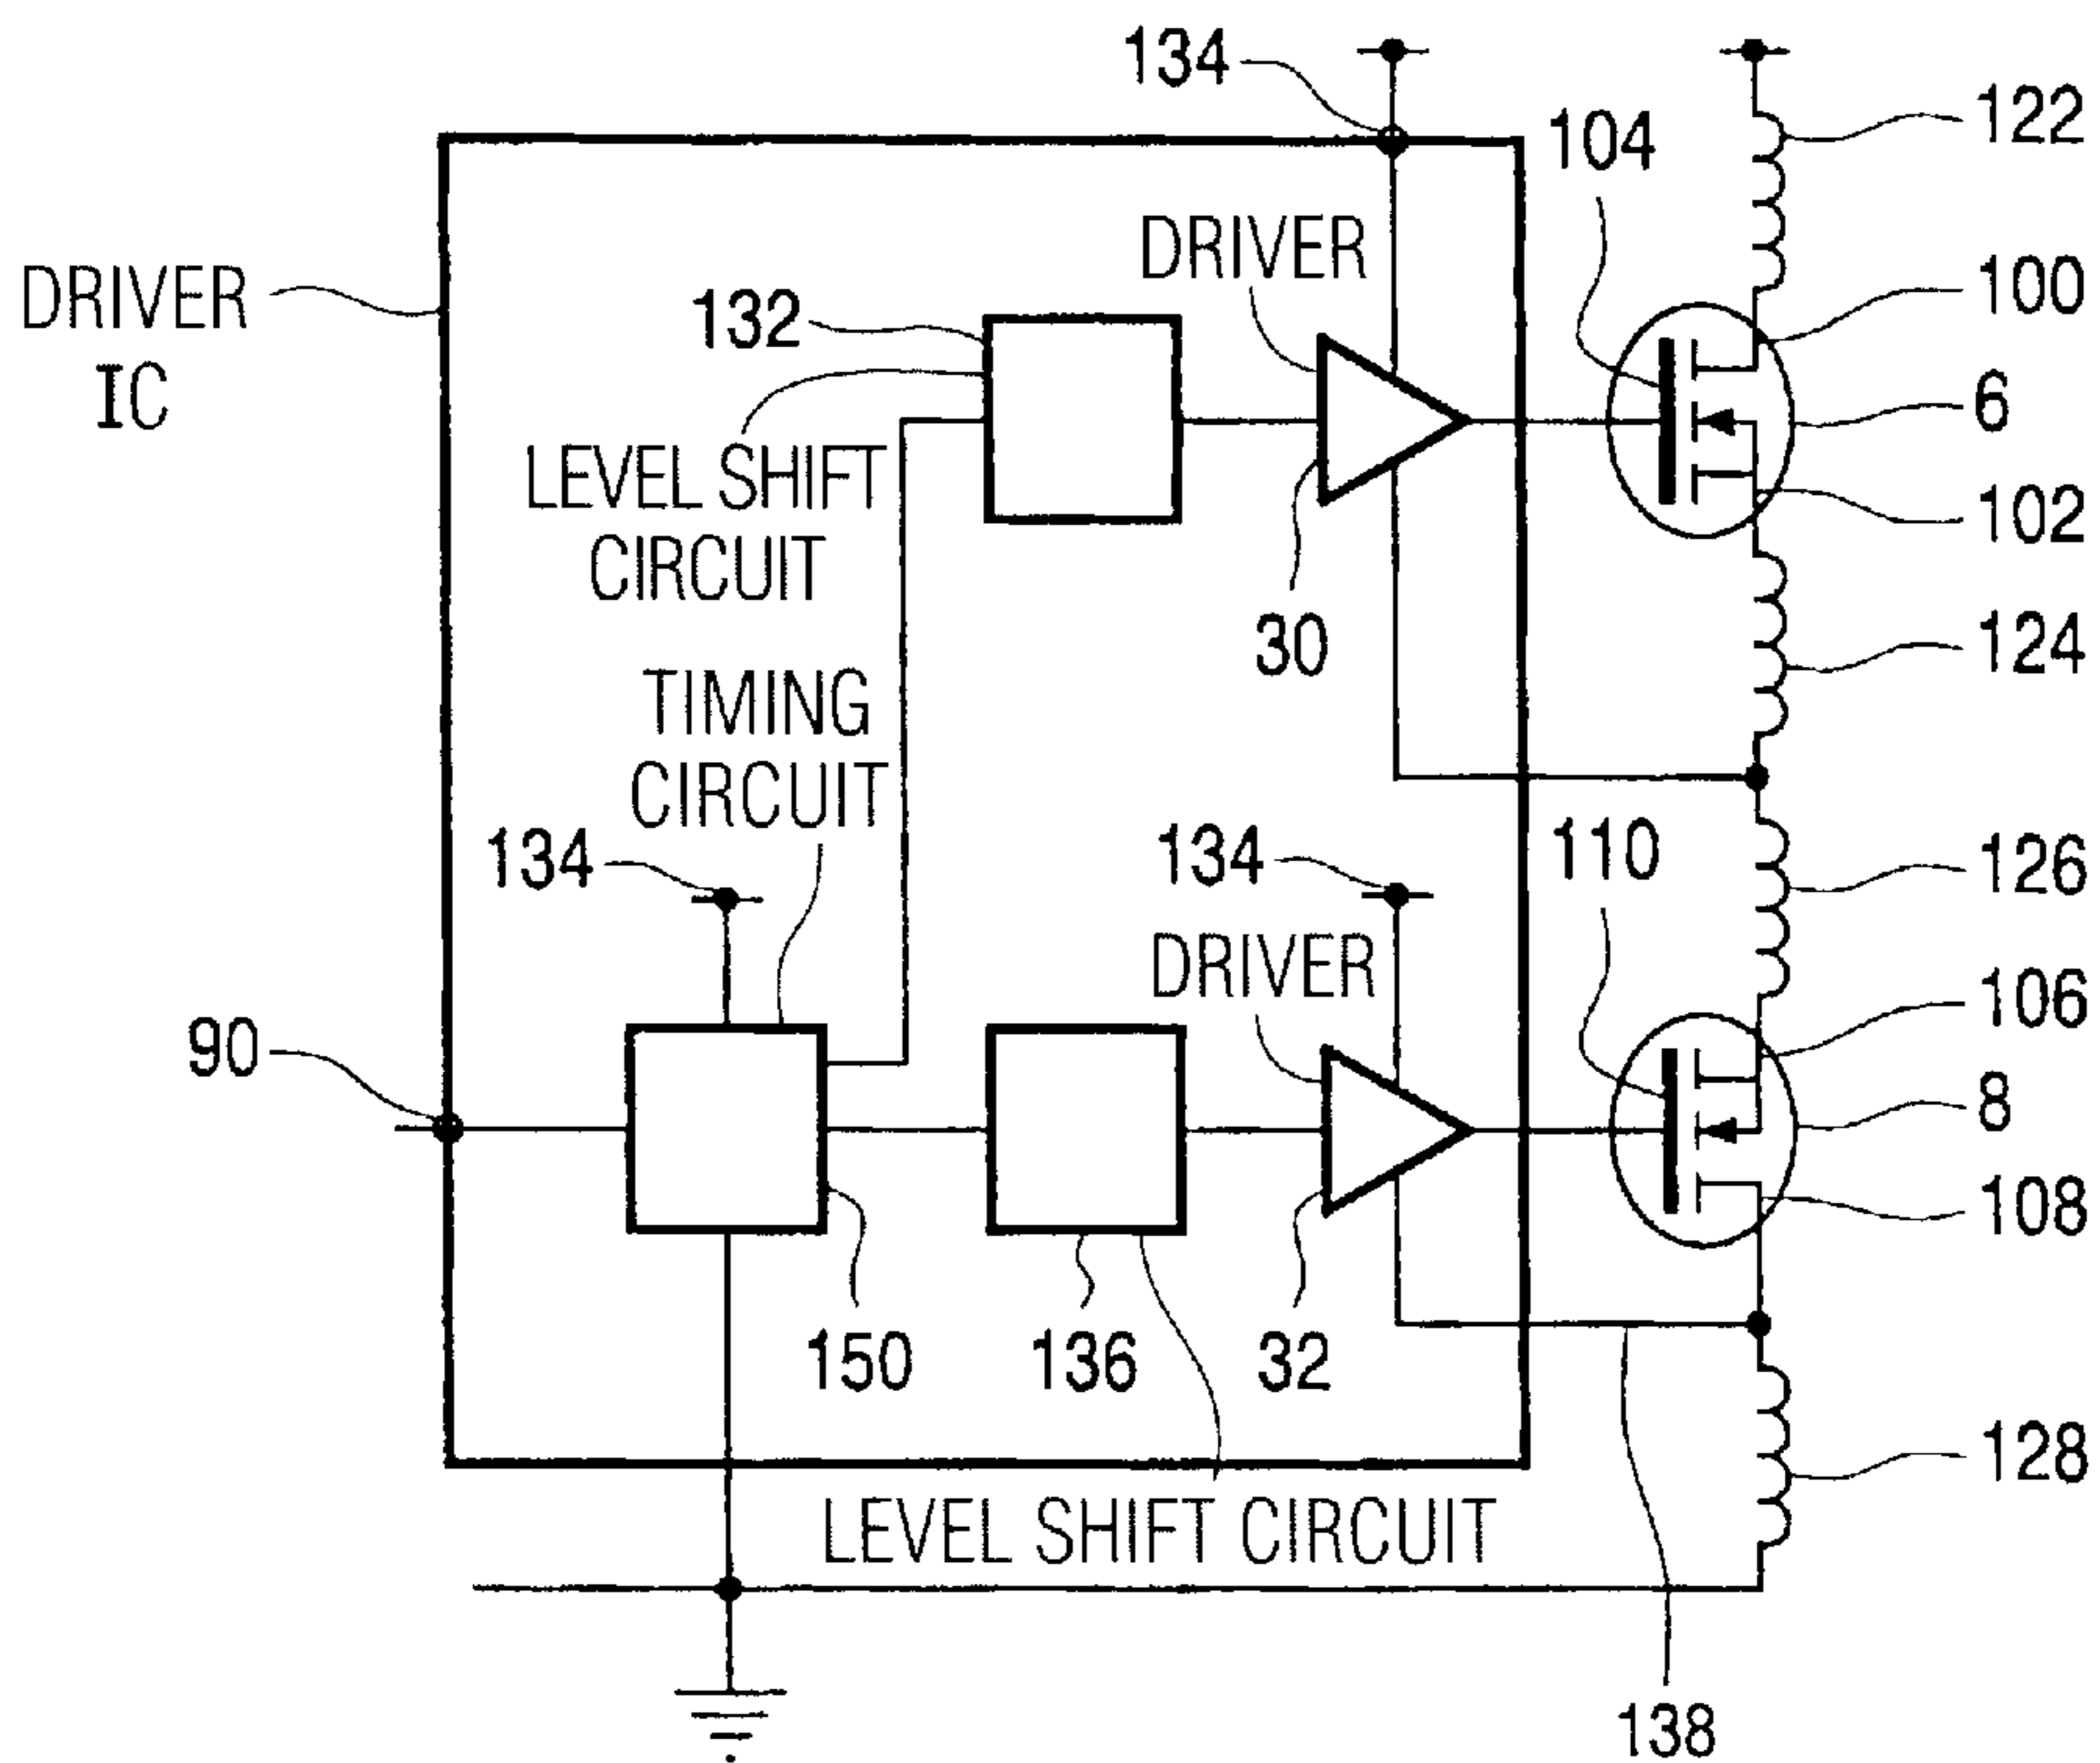 134
122
104
DRIVER
100
DRIVER
IC
132
6
LEVEL SHIFT
CIRCUIT
102
30
124
TIMING
CIRCUIT
134
134
110
126
DRIVER
106
90
8
108
150
136
32
128
LEVEL SHIFT CIRCUIT
138